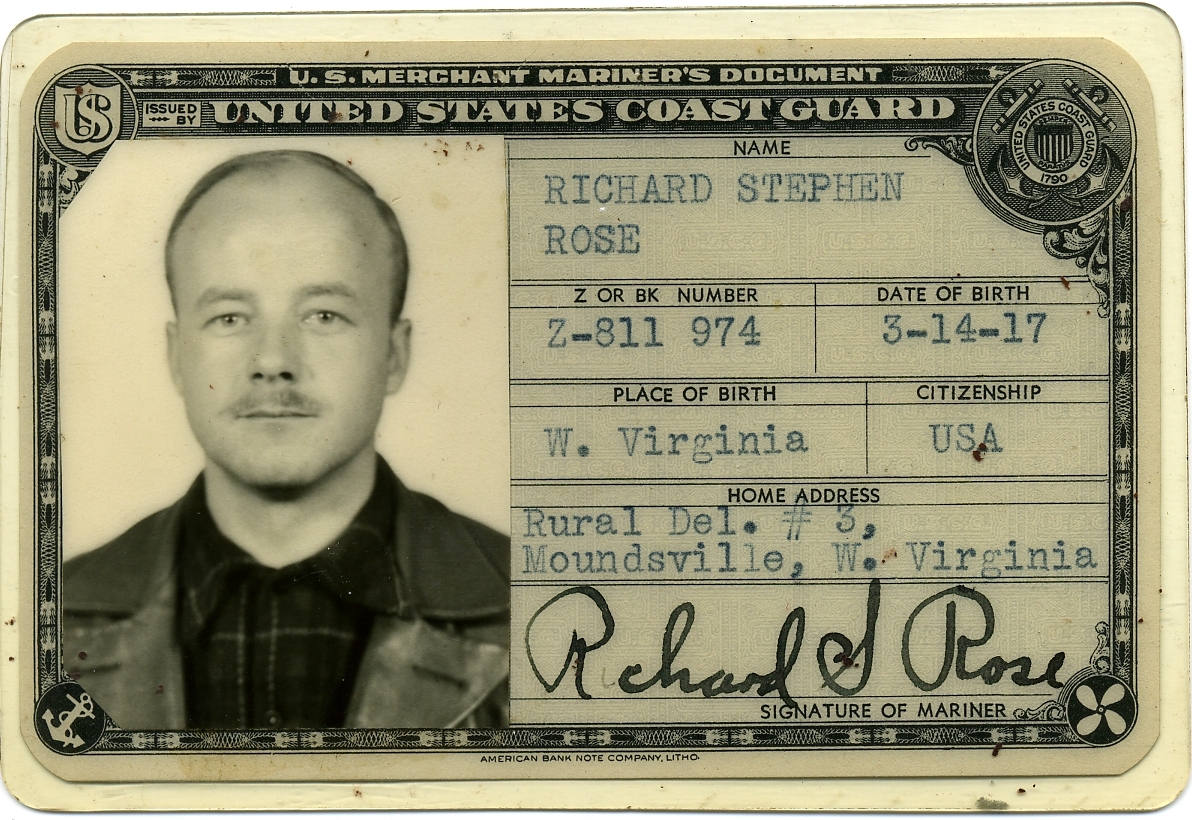 U. S. MERCHANT MARINER'S DOCUMENT
US
ISSUED BY
UNITED STATES COAST GUARD
UNITED STATES COAST GUARD
1790
NAME
RICHARD STEPHEN
ROSE
Z OR BK NUMBER
DATE OF BIRTH
Z-811 974
3-14-17
PLACE OF BIRTH
CITIZENSHIP
W. Virginia
USA
HOME ADDRESS
Rural Del. # 3,
Moundsville, W. Virginia
Richard S Rose
SIGNATURE OF MARINER
AMERICAN BANK NOTE COMPANY, LITHO.